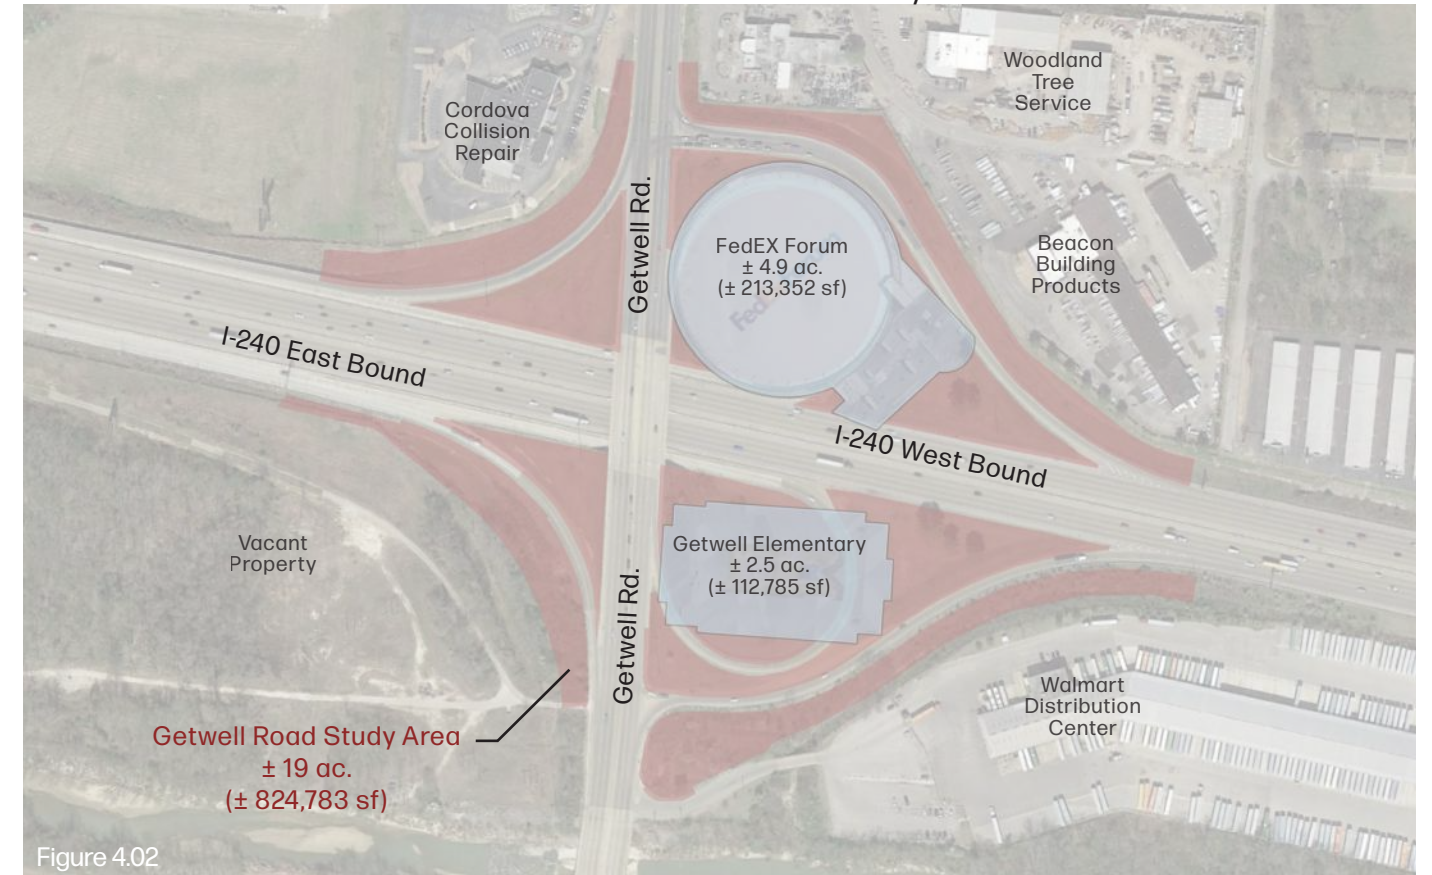 Woodland
Tree
Service
Cordova
Collision
Repair
Getwell Rd.
FedEX Forum
± 4.9 ac.
(± 213,352 sf)
Beacon
Building
Products
I-240 East Bound
I-240 West Bound
Vacant
Property
Getwell Elementary
± 2.5 ac.
(± 112,785 sf)
Getwell Rd.
Walmart
Distribution
Center
Getwell Road Study Area
± 19 ac.
(± 824,783 sf)
Figure 4.02